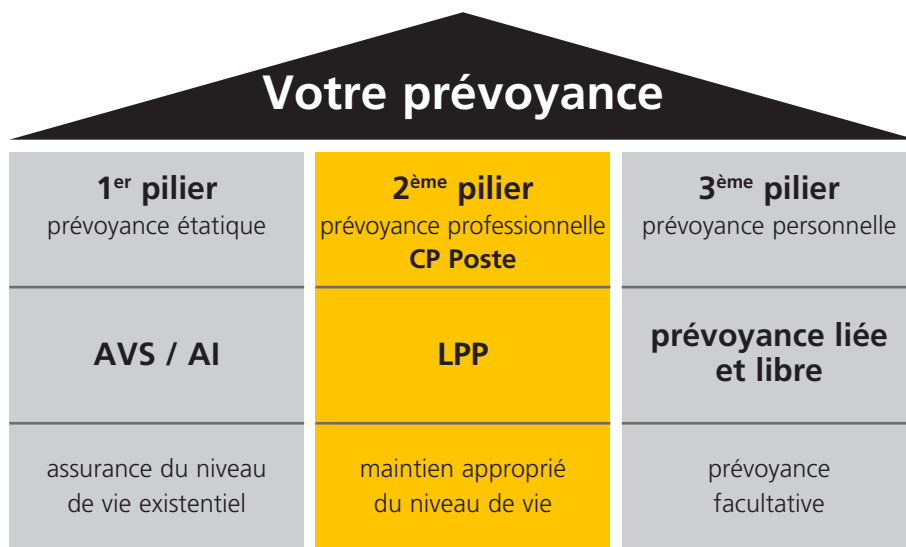 Votre prévoyance
1er pilier
prévoyance étatique
AVS / AI
assurance du niveau
de vie existentiel
2ème pilier
prévoyance professionnelle
CP Poste
LPP
maintien approprié
du niveau de vie
3ème pilier
prévoyance personnelle
prévoyance liée
et libre
prévoyance
facultative